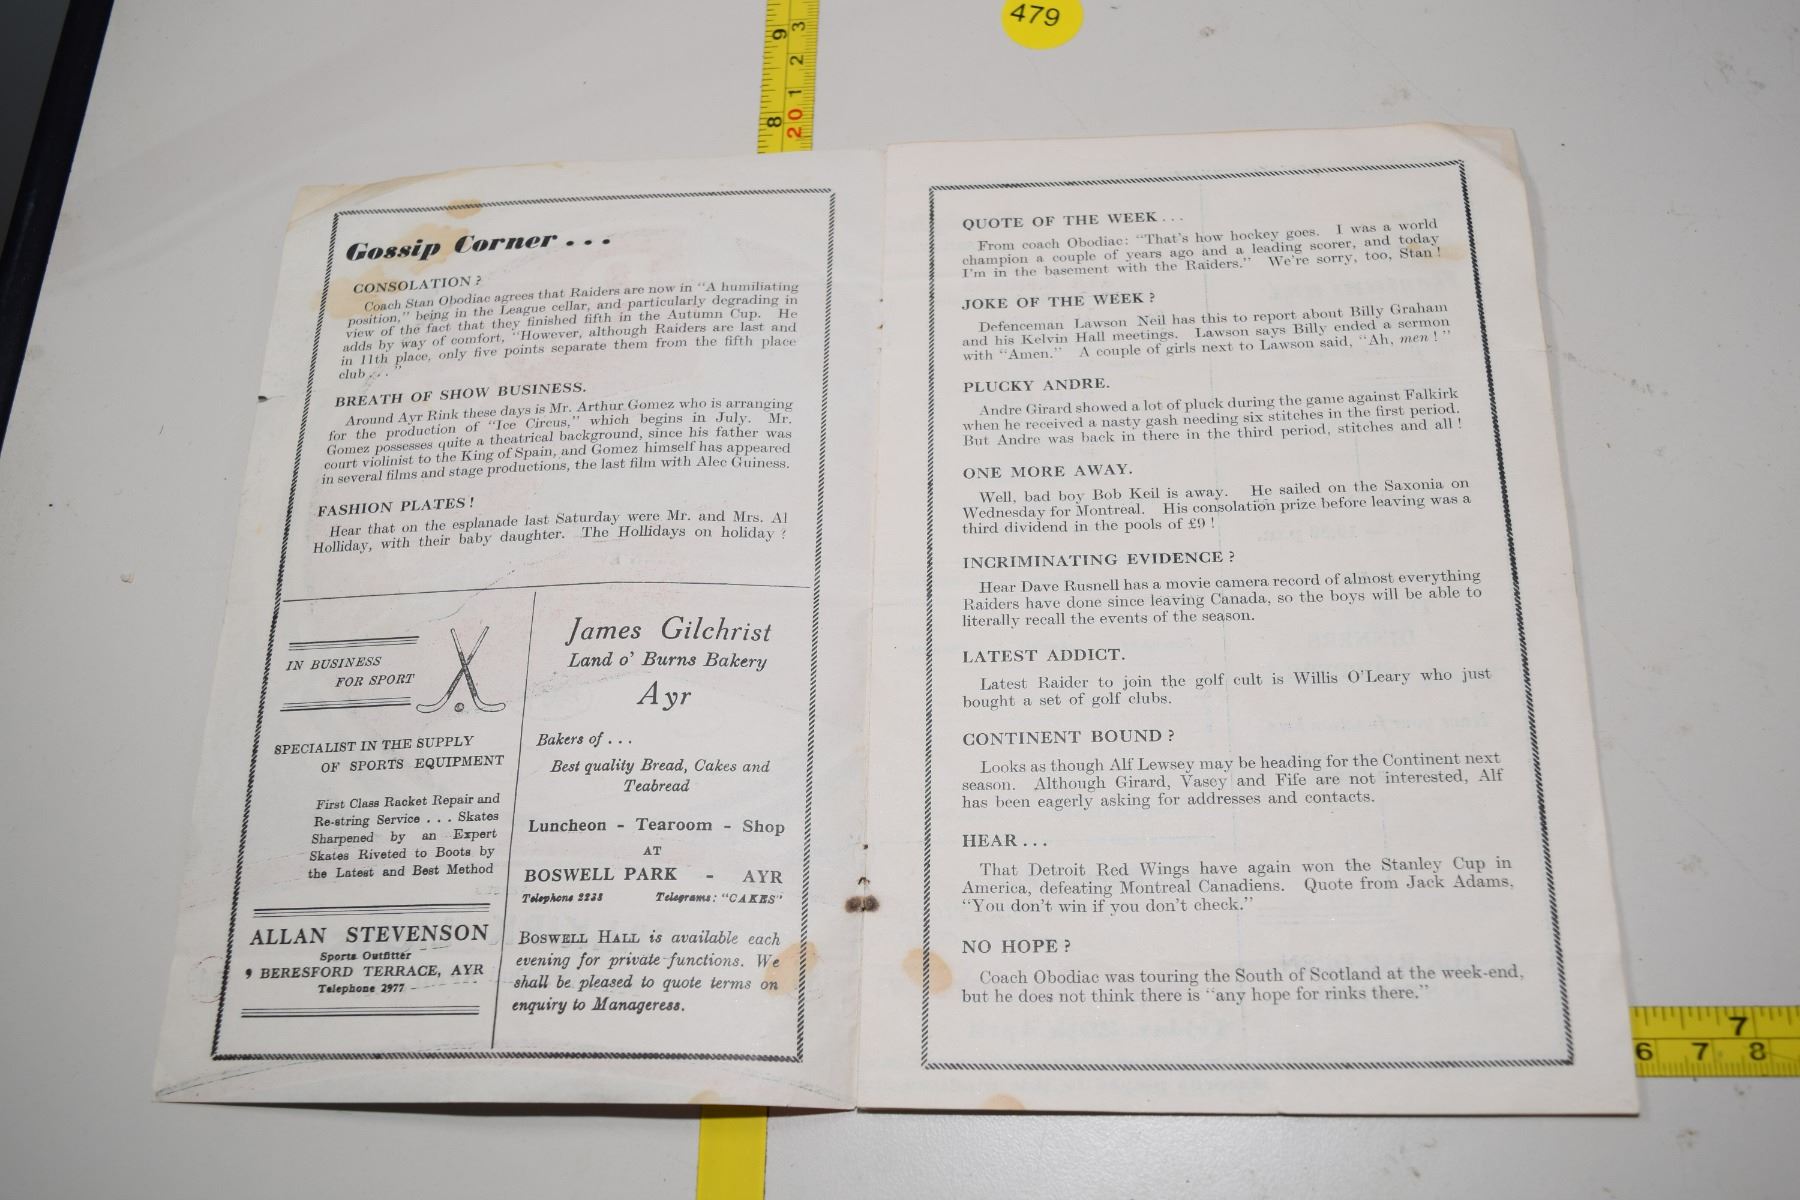 479
9 3
1 2
8 20
Gossip Corner . . .
CONSOLATION ?
Coach Stan Obodiac agrees that Raiders are now in "A humiliating
position," being in the League cellar, and particularly degrading in
view of the fact that they finished fifth in the Autumn Cup. He
adds by way of comfort, "However, although Raiders are last and
in 11th place, only five points separate them from the fifth place
club . . ."
BREATH OF SHOW BUSINESS.
Around Ayr Rink these days is Mr. Arthur Gomez who is arranging
for the production of "Ice Circus," which begins in July. Mr.
Gomez possesses quite a theatrical background, since his father was
court violinist to the King of Spain, and Gomez himself has appeared
in several films and stage productions, the last film with Alec Guiness.
FASHION PLATES !
Hear that on the esplanade last Saturday were Mr. and Mrs. Al
Holliday, with their baby daughter. The Hollidays on holiday ?
IN BUSINESS
FOR SPORT
SPECIALIST IN THE SUPPLY
OF SPORTS EQUIPMENT
First Class Racket Repair and
Re-string Service . . . Skates
Sharpened by an Expert
Skates Riveted to Boots by
the Latest and Best Method
ALLAN STEVENSON
Sports Outfitter
9 BERESFORD TERRACE, AYR
Telephone 2977
James Gilchrist
Land o' Burns Bakery
Ayr
Bakers of . . .
Best quality Bread, Cakes and
Teabread
Luncheon - Tearoom - Shop
AT
BOSWELL PARK - AYR
Telephone 2238 Telegrams: "CAKES"
BOSWELL HALL is available each
evening for private functions. We
shall be pleased to quote terms on
enquiry to Manageress.
QUOTE OF THE WEEK . . .
From coach Obodiac: "That's how hockey goes. I was a world
champion a couple of years ago and a leading scorer, and today
I'm in the basement with the Raiders." We're sorry, too, Stan !
JOKE OF THE WEEK ?
Defenceman Lawson Neil has this to report about Billy Graham
and his Kelvin Hall meetings. Lawson says Billy ended a sermon
with "Amen." A couple of girls next to Lawson said, "Ah, men ! "
PLUCKY ANDRE.
Andre Girard showed a lot of pluck during the game against Falkirk
when he received a nasty gash needing six stitches in the first period.
But Andre was back in there in the third period, stitches and all !
ONE MORE AWAY.
Well, bad boy Bob Keil is away. He sailed on the Saxonia on
Wednesday for Montreal. His consolation prize before leaving was a
third dividend in the pools of £9 !
INCRIMINATING EVIDENCE ?
Hear Dave Rusnell has a movie camera record of almost everything
Raiders have done since leaving Canada, so the boys will be able to
literally recall the events of the season.
LATEST ADDICT.
Latest Raider to join the golf cult is Willis O'Leary who just
bought a set of golf clubs.
CONTINENT BOUND ?
Looks as though Alf Lewsey may be heading for the Continent next
season. Although Girard, Vasey and Fife are not interested, Alf
has been eagerly asking for addresses and contacts.
HEAR . . .
That Detroit Red Wings have again won the Stanley Cup in
America, defeating Montreal Canadiens. Quote from Jack Adams,
"You don't win if you don't check."
NO HOPE ?
Coach Obodiac was touring the South of Scotland at the week-end,
but he does not think there is "any hope for rinks there."
7
6 7 8